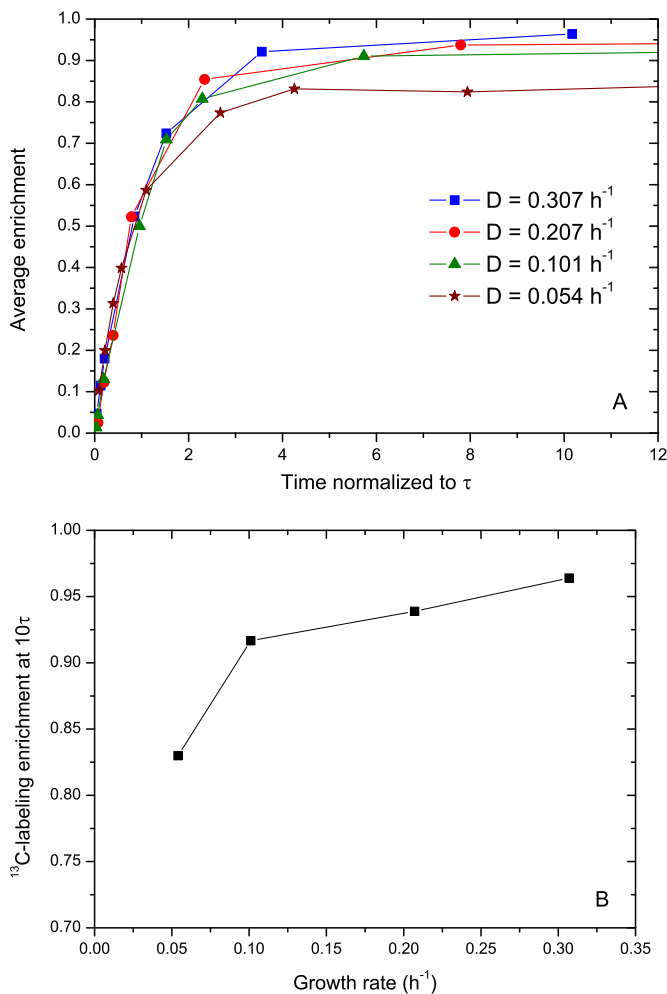 1.0
0.9
0.8
0.7
0.6
0.5
0.4
0.3
0.2
0.1
0.0
Average enrichment
D = 0.307 h⁻¹
D = 0.207 h⁻¹
D = 0.101 h⁻¹
D = 0.054 h⁻¹
A
0 2 4 6 8 10 12
Time normalized to τ
1.00
0.95
0.90
0.85
0.80
0.75
0.70
¹³C-labeling enrichment at 10τ
B
0.00 0.05 0.10 0.15 0.20 0.25 0.30 0.35
Growth rate (h⁻¹)